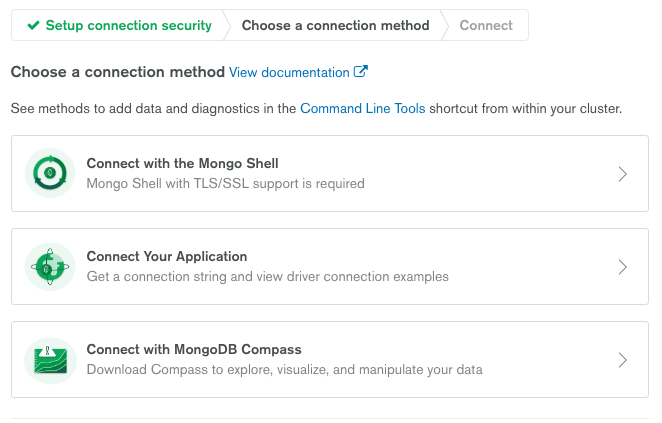 Setup connection security
Choose a connection method
Connect
Choose a connection method View documentation
See methods to add data and diagnostics in the Command Line Tools shortcut from within your cluster.
Connect with the Mongo Shell
Mongo Shell with TLS/SSL support is required
Connect Your Application
Get a connection string and view driver connection examples
Connect with MongoDB Compass
Download Compass to explore, visualize, and manipulate your data